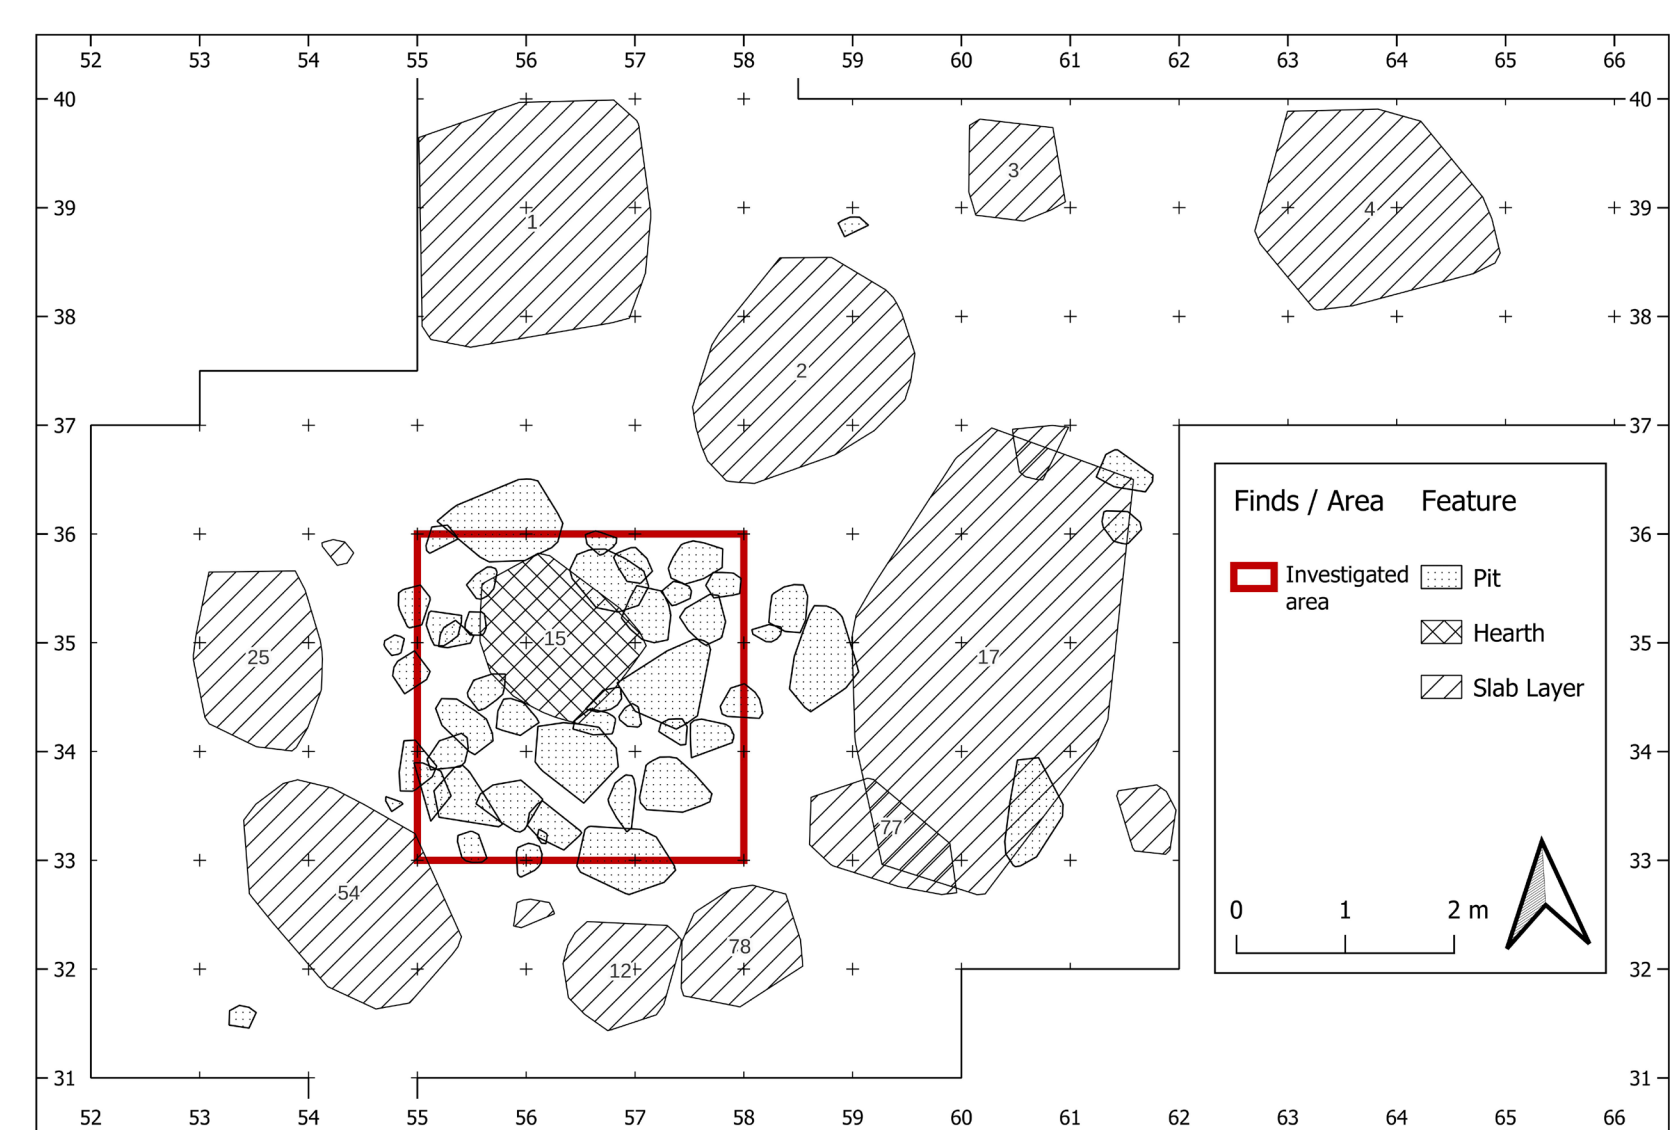 52 53 54 55 56 57 58 59 60 61 62 63 64 65 66
40 40
3
39 4 39
1
38 38
2
37 37
Finds / Area Feature
36 36
Investigated area Pit
15 Hearth
35 35
25 17
Slab Layer
34 34
77
33 33
54 0 1 2 m
78
32 12 32
31 31
52 53 54 55 56 57 58 59 60 61 62 63 64 65 66